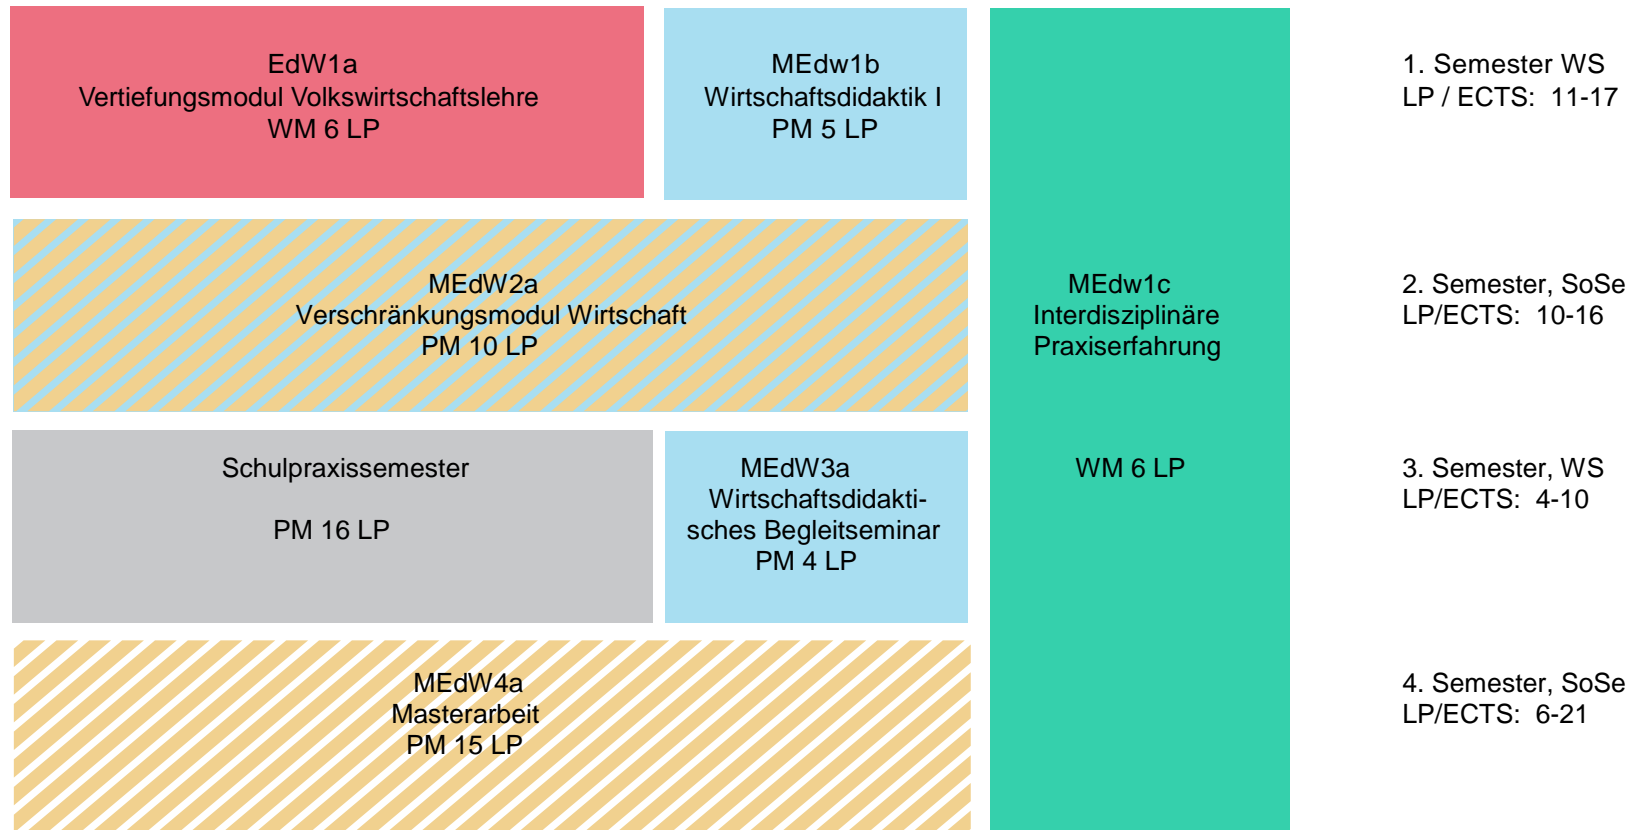 EdW1a
Vertiefungsmodul Volkswirtschaftslehre
WM 6 LP
MEdw1b
Wirtschaftsdidaktik I
PM 5 LP
1. Semester WS
LP / ECTS: 11-17
MEdW2a
Verschränkungsmodul Wirtschaft
PM 10 LP
MEdw1c
Interdisziplinäre
Praxiserfahrung
WM 6 LP
2. Semester, SoSe
LP/ECTS: 10-16
Schulpraxissemester
PM 16 LP
MEdW3a
Wirtschaftsdidakti-
sches Begleitseminar
PM 4 LP
3. Semester, WS
LP/ECTS: 4-10
MEdW4a
Masterarbeit
PM 15 LP
4. Semester, SoSe
LP/ECTS: 6-21